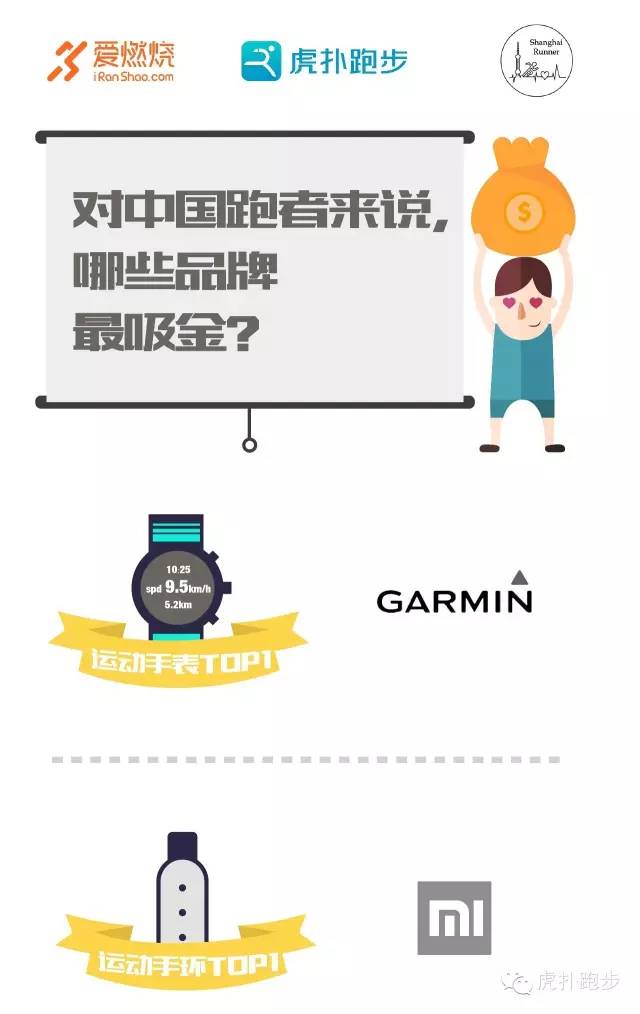 爱燃烧
iRanShao.com
虎扑跑步
Shanghai
Runner
对中国跑者来说,
哪些品牌
最吸金?
10:25
spd 9.5km/h
5.2km
GARMIN
运动手表TOP1
mi
运动手环TOP1
虎扑跑步